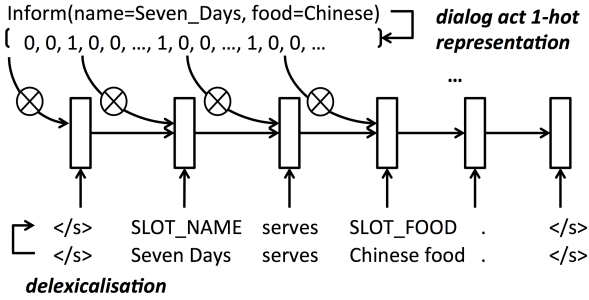 Inform(name=Seven_Days, food=Chinese)
dialog act 1-hot
representation
{ 0, 0, 1, 0, 0, ..., 1, 0, 0, ..., 1, 0, 0, ... }
...
</s> SLOT_NAME serves SLOT_FOOD . </s>
</s> Seven Days serves Chinese food . </s>
delexicalisation